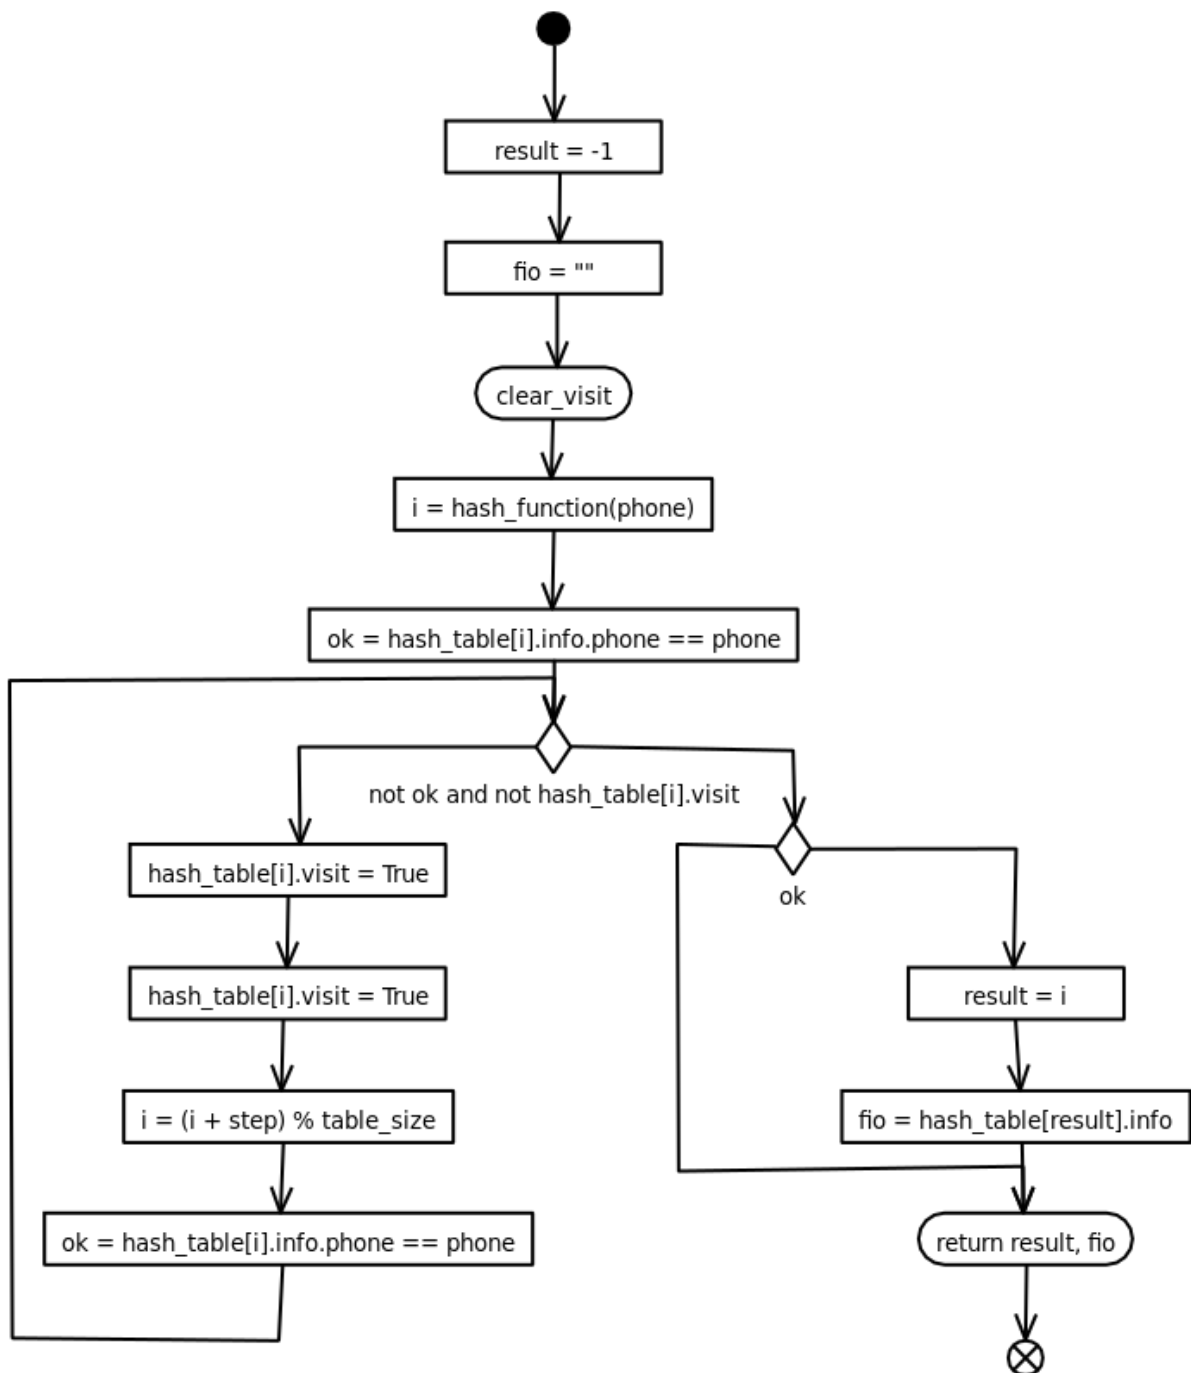 result = -1
fio = ""
clear_visit
i = hash_function(phone)
ok = hash_table[i].info.phone == phone
not ok and not hash_table[i].visit
hash_table[i].visit = True
hash_table[i].visit = True
i = (i + step) % table_size
ok = hash_table[i].info.phone == phone
ok
result = i
fio = hash_table[result].info
return result, fio